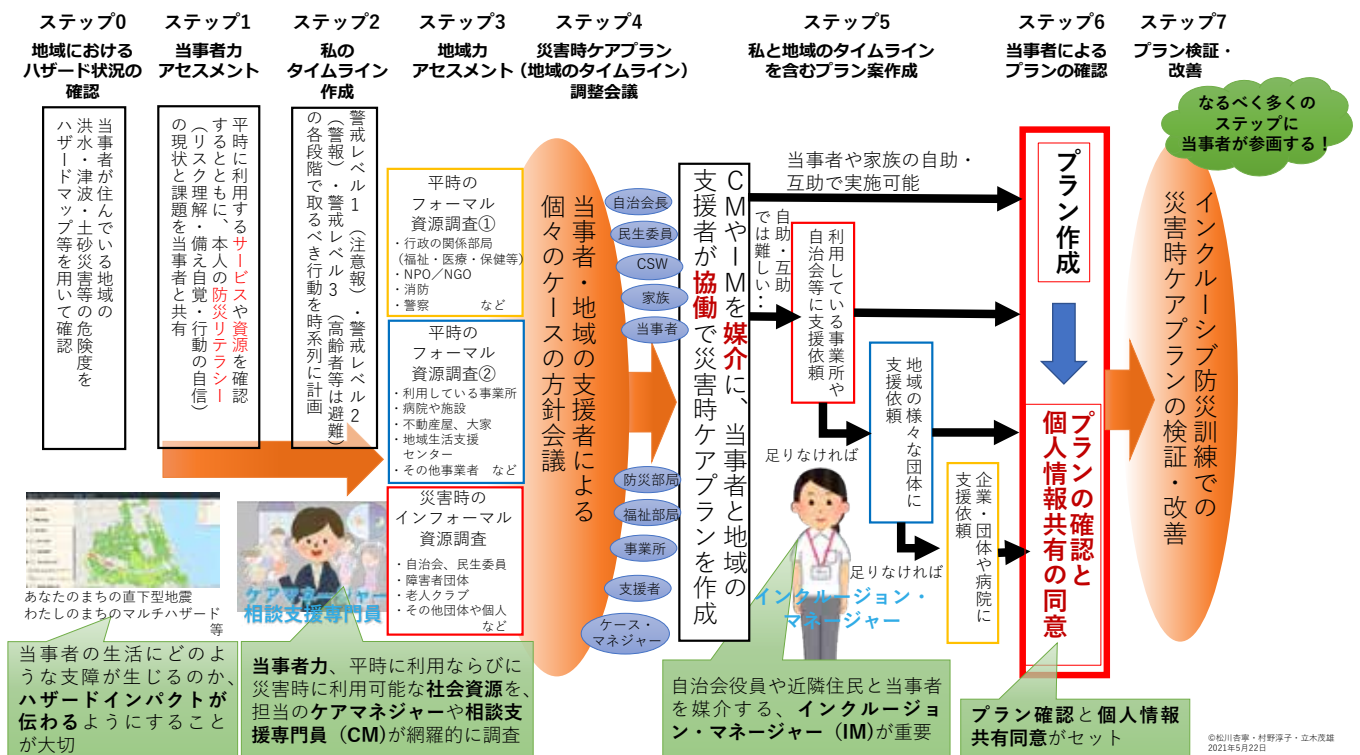 ステップ0
地域における
ハザード状況の
確認
当事者が住んでいる地域の
洪水・津波・土砂災害等の危険度を
ハザードマップ等を用いて確認
あなたのまちの直下型地震
わたしのまちのマルチハザード
等
当事者の生活にどのよ
うな支障が生じるのか、
ハザードインパクトが
伝わるようにすること
が大切
ステップ1
当事者力
アセスメント
平時に利用するサービスや資源を確認
するとともに、本人の防災リテラシー
（リスク理解・備え自覚・行動の自信）
の現状と課題を当事者と共有
ステップ2
私の
タイムライン
作成
警戒レベル1（注意報）・警戒レベル2
（警報）・警戒レベル3（高齢者等は避難）
の各段階で取るべき行動を時系列に計画
ケアマネージャー
相談支援専門員
当事者力、平時に利用ならびに
災害時に利用可能な社会資源を、
担当のケアマネジャーや相談支
援専門員（CM)が網羅的に調査
ステップ3
地域力
アセスメント
平時の
フォーマル
資源調査①
・行政の関係部局
（福祉・医療・保健等）
・NPO／NGO
・消防
・警察　など
平時の
フォーマル
資源調査②
・利用している事業所
・病院や施設
・不動産屋、大家
・地域生活支援
センター
・その他事業者　など
災害時の
インフォーマル
資源調査
・自治会、民生委員
・障害者団体
・老人クラブ
・その他団体や個人
など
ステップ4
災害時ケアプラン
（地域のタイムライン）
調整会議
当事者・地域の支援者による
個々のケースの方針会議
自治会長
民生委員
CSW
家族
当事者
防災部局
福祉部局
事業所
支援者
ケース・
マネジャー
ステップ5
私と地域のタイムライン
を含むプラン案作成
CMやIMを媒介に、当事者と地域の
支援者が協働で災害時ケアプランを作成
当事者や家族の自助・
互助で実施可能
自助・互助
では難しい…
利用している事業所や
自治会等に支援依頼
足りなければ
地域の様々な団体に
支援依頼
足りなければ
企業・団体や病院に
支援依頼
インクルージョン・
マネージャー
自治会役員や近隣住民と当事者
を媒介する、インクルージョ
ン・マネージャー（IM)が重要
ステップ6
当事者による
プランの確認
プラン作成
プランの確認と
個人情報共有の同意
プラン確認と個人情報
共有同意がセット
ステップ7
プラン検証・
改善
なるべく多くの
ステップに
当事者が参画する！
インクルーシブ防災訓練での
災害時ケアプランの検証・改善
©松川杏寧・村野淳子・立木茂雄
2021年5月22日